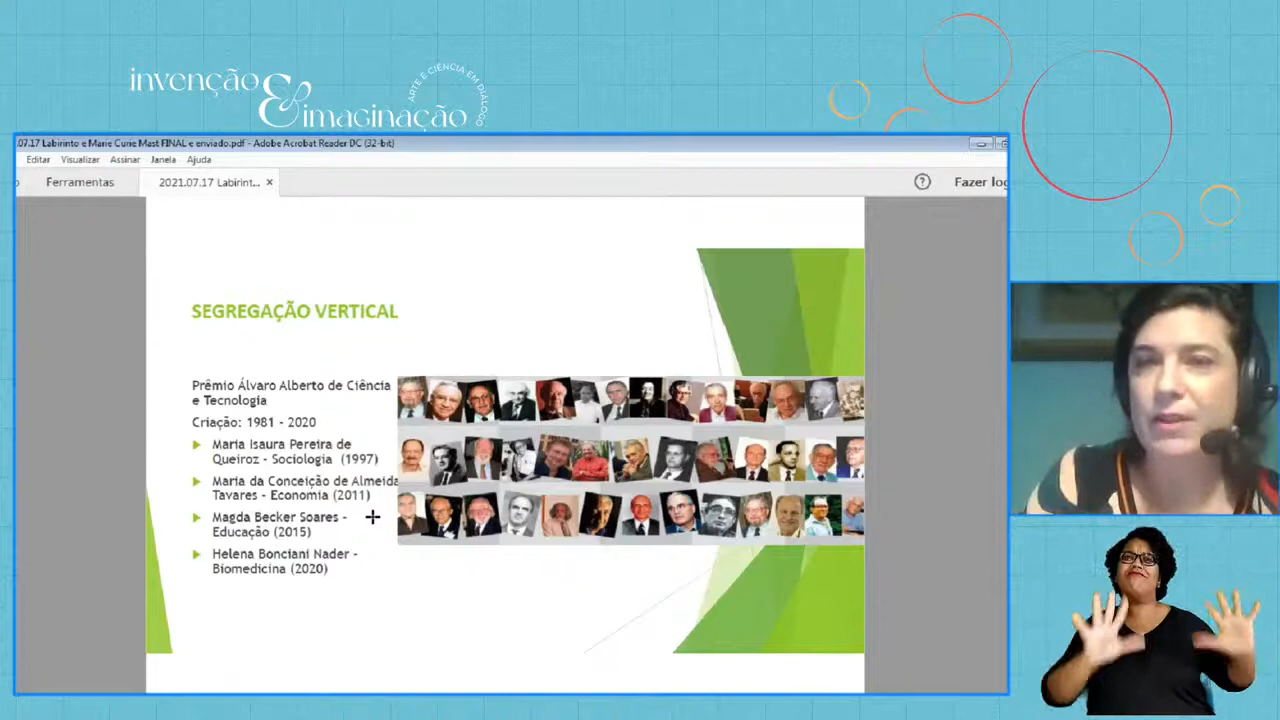 invenção
&
imaginação
ARTE E CIÊNCIA EM DIÁLOGO
.07.17 Labirinto e Marie Curie Mast FINAL e enviado.pdf - Adobe Acrobat Reader DC (32-bit)
Editar Visualizar Assinar Janela Ajuda
Ferramentas 2021.07.17 Labirint... × ? Fazer log
SEGREGAÇÃO VERTICAL
Prêmio Álvaro Alberto de Ciência
e Tecnologia
Criação: 1981 - 2020
Maria Isaura Pereira de
Queiroz - Sociologia (1997)
Maria da Conceição de Almeida
Tavares - Economia (2011)
Magda Becker Soares -
Educação (2015)
Helena Bonciani Nader -
Biomedicina (2020)